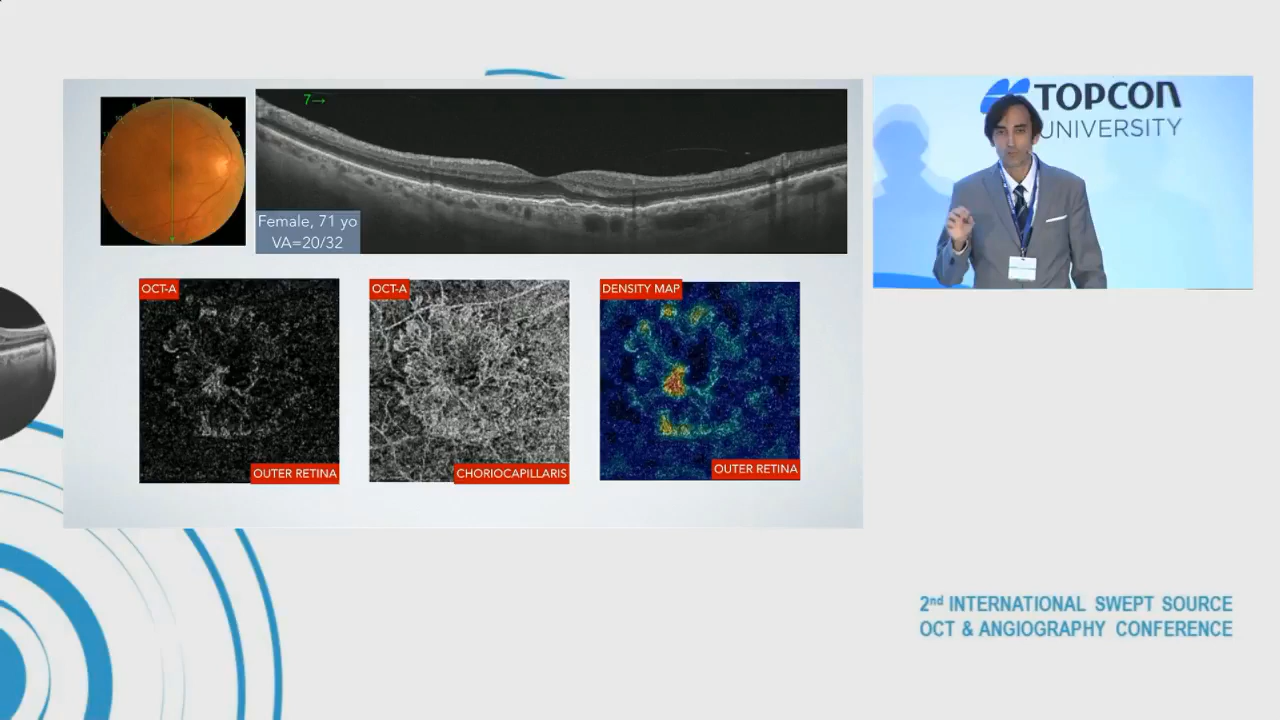 7→
Female, 71 yo
VA=20/32
OCT-A
OUTER RETINA
OCT-A
CHORIOCAPILLARIS
DENSITY MAP
OUTER RETINA
TOPCON
UNIVERSITY
2nd INTERNATIONAL SWEPT SOURCE
OCT & ANGIOGRAPHY CONFERENCE